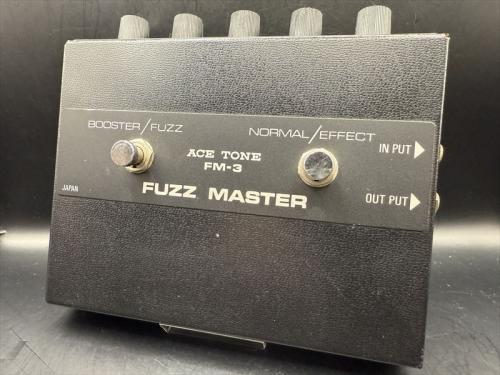 BOOSTER/FUZZ
NORMAL/EFFECT
IN PUT
ACE TONE
FM-3
JAPAN
FUZZ MASTER
OUT PUT